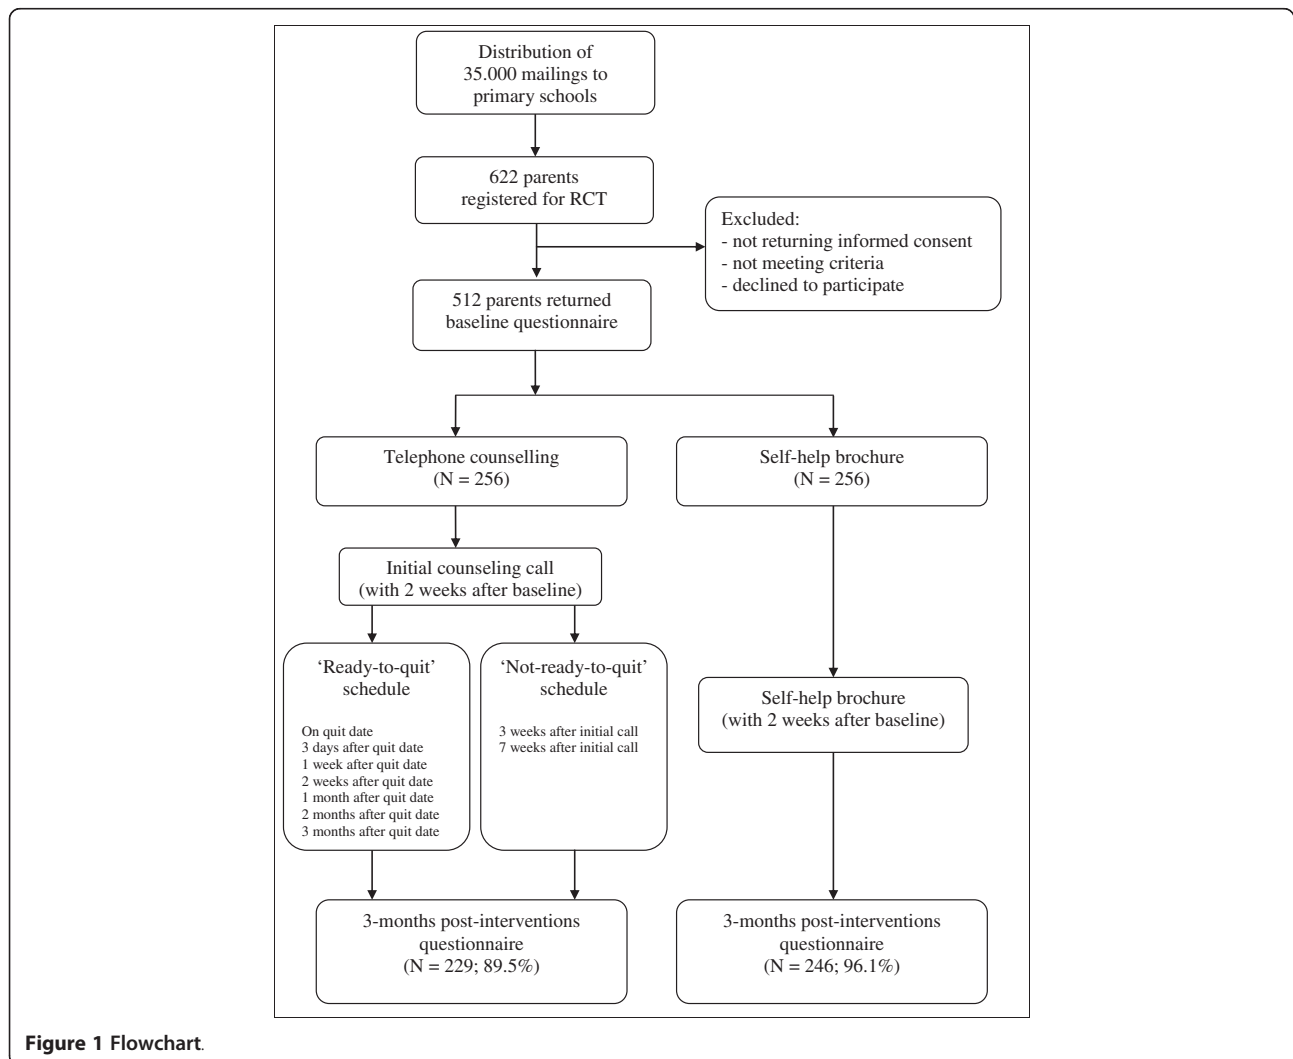 Distribution of
35.000 mailings to
primary schools
622 parents
registered for RCT
Excluded:
- not returning informed consent
- not meeting criteria
- declined to participate
512 parents returned
baseline questionnaire
Telephone counselling
(N = 256)
Self-help brochure
(N = 256)
Initial counseling call
(with 2 weeks after baseline)
‘Ready-to-quit’
schedule
On quit date
3 days after quit date
1 week after quit date
2 weeks after quit date
1 month after quit date
2 months after quit date
3 months after quit date
‘Not-ready-to-quit’
schedule
3 weeks after initial call
7 weeks after initial call
Self-help brochure
(with 2 weeks after baseline)
3-months post-interventions
questionnaire
(N = 229; 89.5%)
3-months post-interventions
questionnaire
(N = 246; 96.1%)
Figure 1 Flowchart.